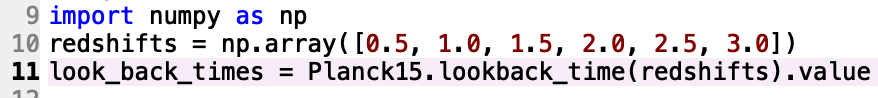 9 import numpy as np
10 redshifts = np.array([0.5, 1.0, 1.5, 2.0, 2.5, 3.0])
11 look_back_times = Planck15.lookback_time(redshifts).value
12